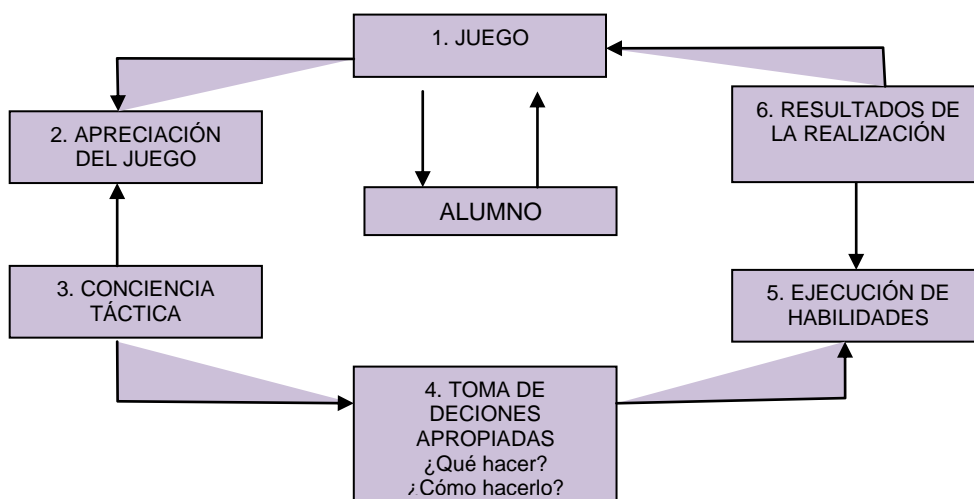 1. JUEGO
2. APRECIACIÓN
DEL JUEGO
6. RESULTADOS DE
LA REALIZACIÓN
ALUMNO
3. CONCIENCIA
TÁCTICA
5. EJECUCIÓN DE
HABILIDADES
4. TOMA DE
DECIONES
APROPIADAS
¿Qué hacer?
¿Cómo hacerlo?